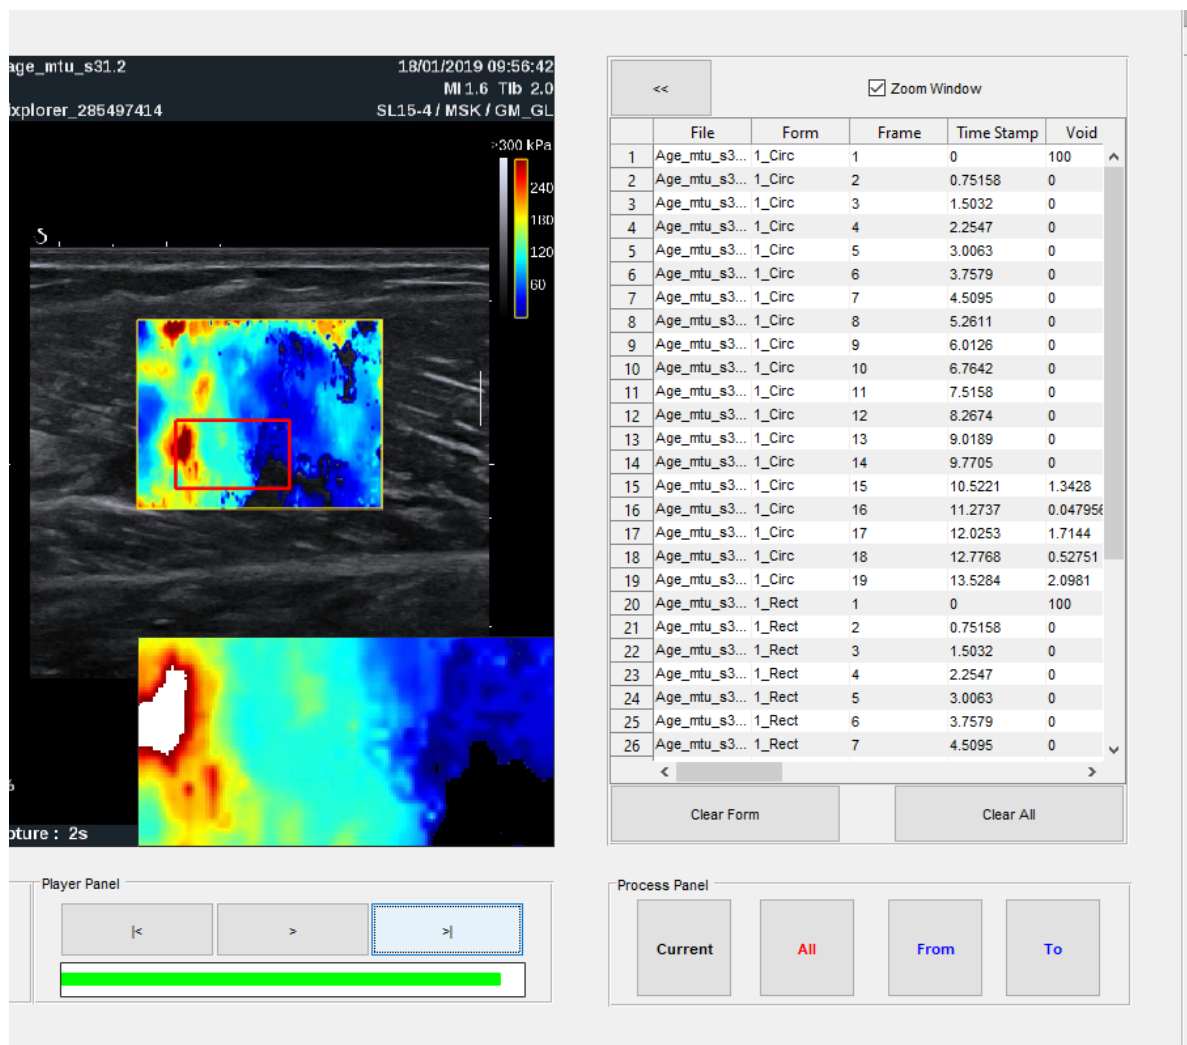 age_mtu_s31.2 18/01/2019 09:56:42
MI 1.6 TIb 2.0
ixplorer_285497414 SL15-4 / MSK / GM_GL
>300 kPa
240
180
120
60
S
pture : 2s
<<
Zoom Window
File Form Frame Time Stamp Void
1 Age_mtu_s3... 1_Circ 1 0 100
2 Age_mtu_s3... 1_Circ 2 0.75158 0
3 Age_mtu_s3... 1_Circ 3 1.5032 0
4 Age_mtu_s3... 1_Circ 4 2.2547 0
5 Age_mtu_s3... 1_Circ 5 3.0063 0
6 Age_mtu_s3... 1_Circ 6 3.7579 0
7 Age_mtu_s3... 1_Circ 7 4.5095 0
8 Age_mtu_s3... 1_Circ 8 5.2611 0
9 Age_mtu_s3... 1_Circ 9 6.0126 0
10 Age_mtu_s3... 1_Circ 10 6.7642 0
11 Age_mtu_s3... 1_Circ 11 7.5158 0
12 Age_mtu_s3... 1_Circ 12 8.2674 0
13 Age_mtu_s3... 1_Circ 13 9.0189 0
14 Age_mtu_s3... 1_Circ 14 9.7705 0
15 Age_mtu_s3... 1_Circ 15 10.5221 1.3428
16 Age_mtu_s3... 1_Circ 16 11.2737 0.047956
17 Age_mtu_s3... 1_Circ 17 12.0253 1.7144
18 Age_mtu_s3... 1_Circ 18 12.7768 0.52751
19 Age_mtu_s3... 1_Circ 19 13.5284 2.0981
20 Age_mtu_s3... 1_Rect 1 0 100
21 Age_mtu_s3... 1_Rect 2 0.75158 0
22 Age_mtu_s3... 1_Rect 3 1.5032 0
23 Age_mtu_s3... 1_Rect 4 2.2547 0
24 Age_mtu_s3... 1_Rect 5 3.0063 0
25 Age_mtu_s3... 1_Rect 6 3.7579 0
26 Age_mtu_s3... 1_Rect 7 4.5095 0
Clear Form Clear All
Player Panel
|< > >|
Process Panel
Current All From To